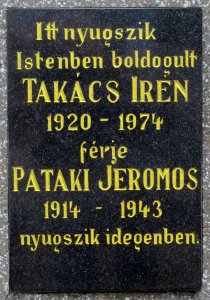 Itt nyugszik
Istenben boldogult
TAKÁCS IRÉN
1920 - 1974
férje
PATAKI JEROMOS
1914 - 1943
nyugszik idegenben.